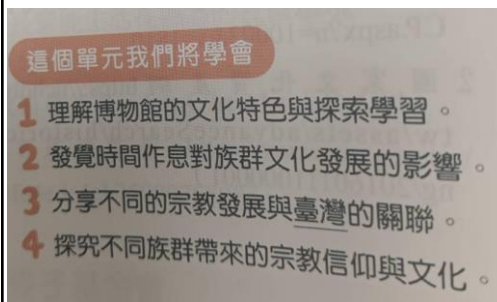 這個單元我們將學會
1 理解博物館的文化特色與探索學習。
2 發覺時間作息對族群文化發展的影響。
3 分享不同的宗教發展與臺灣的關聯。
4 探究不同族群帶來的宗教信仰與文化。